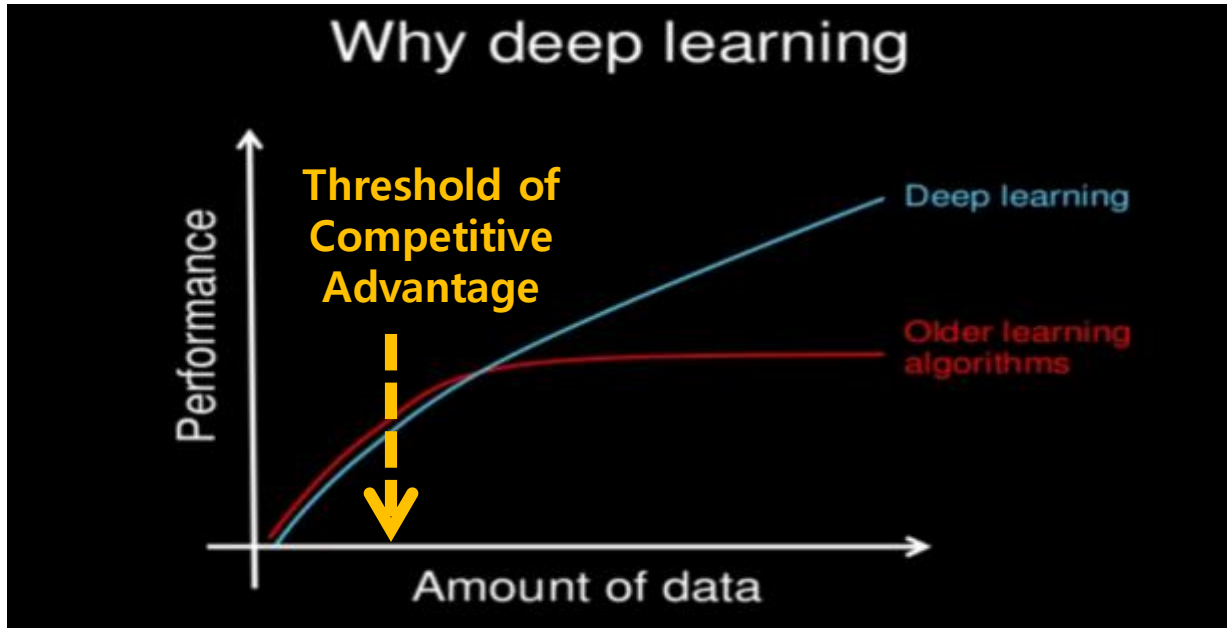 Why deep learning
Threshold of
Competitive
Advantage
Performance
Deep learning
Older learning
algorithms
Amount of data